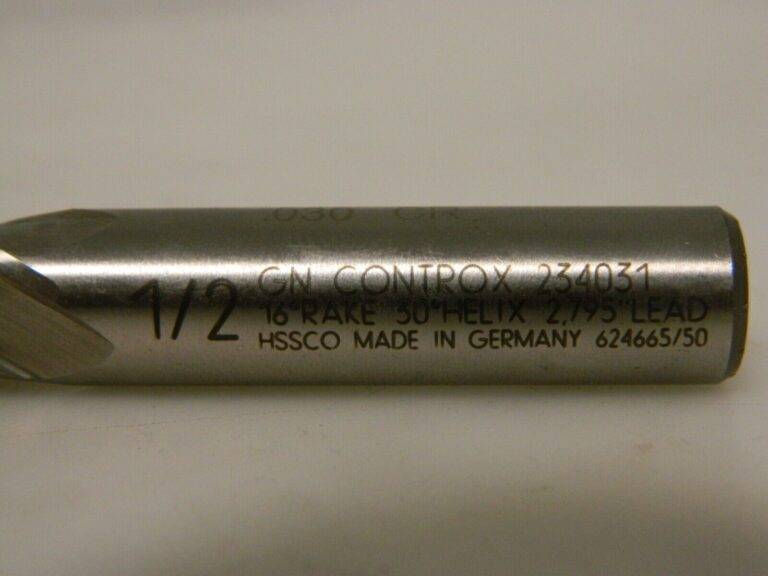 .030 CR
1/2
GN CONTROX 234031
16°RAKE 30°HELIX 2,795"LEAD
HSSCO MADE IN GERMANY 624665/50